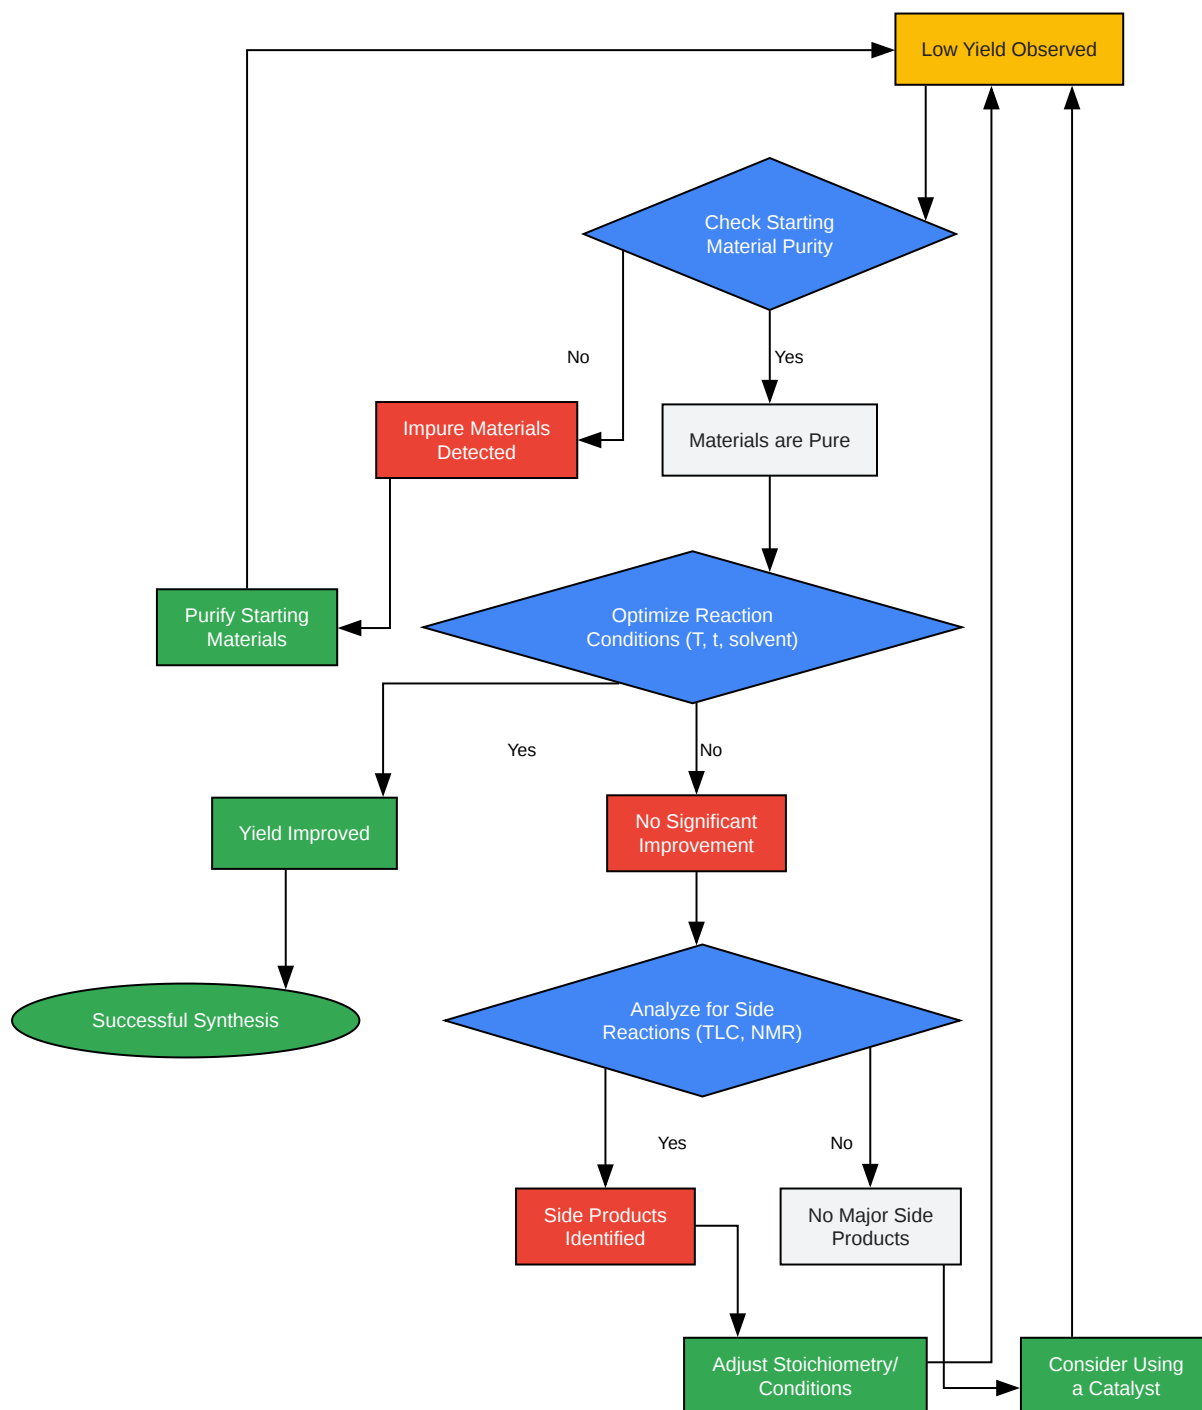 Low Yield Observed
Check Starting
Material Purity
No
Yes
Impure Materials
Detected
Materials are Pure
Purify Starting
Materials
Optimize Reaction
Conditions (T, t, solvent)
Yes
No
Yield Improved
No Significant
Improvement
Successful Synthesis
Analyze for Side
Reactions (TLC, NMR)
Yes
No
Side Products
Identified
No Major Side
Products
Adjust Stoichiometry/
Conditions
Consider Using
a Catalyst